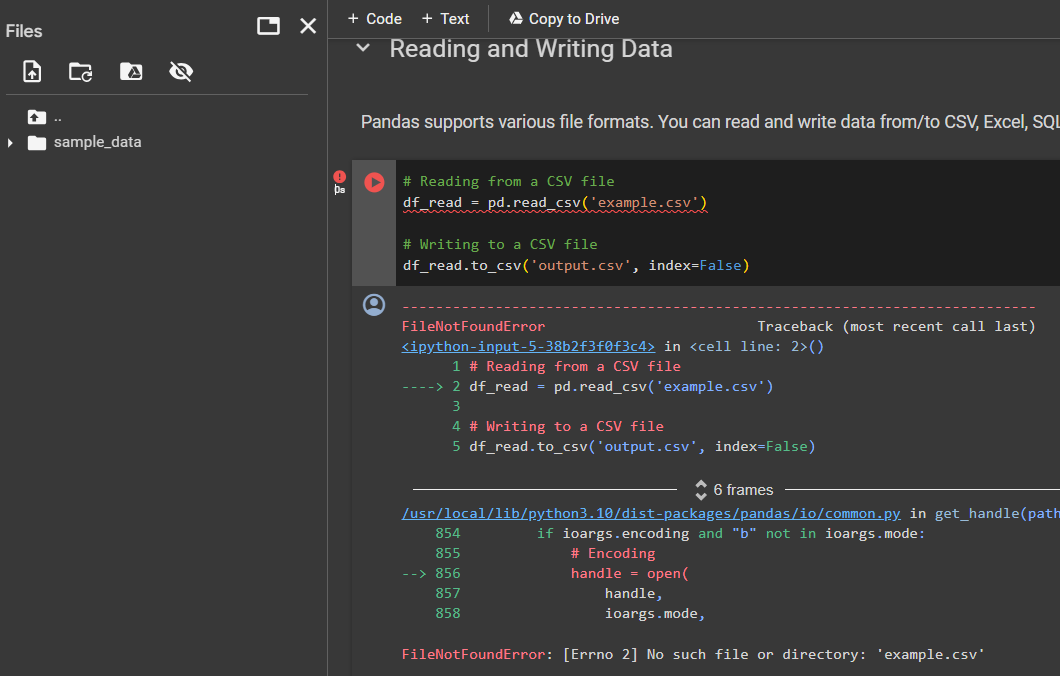 Files
..
sample_data
+ Code + Text Copy to Drive
Reading and Writing Data
Pandas supports various file formats. You can read and write data from/to CSV, Excel, SQL
0s
# Reading from a CSV file
df_read = pd.read_csv('example.csv')
# Writing to a CSV file
df_read.to_csv('output.csv', index=False)
---------------------------------------------------------------------------
FileNotFoundError Traceback (most recent call last)
<ipython-input-5-38b2f3f0f3c4> in <cell line: 2>()
1 # Reading from a CSV file
----> 2 df_read = pd.read_csv('example.csv')
3
4 # Writing to a CSV file
5 df_read.to_csv('output.csv', index=False)
6 frames
/usr/local/lib/python3.10/dist-packages/pandas/io/common.py in get_handle(path
854 if ioargs.encoding and "b" not in ioargs.mode:
855 # Encoding
--> 856 handle = open(
857 handle,
858 ioargs.mode,
FileNotFoundError: [Errno 2] No such file or directory: 'example.csv'